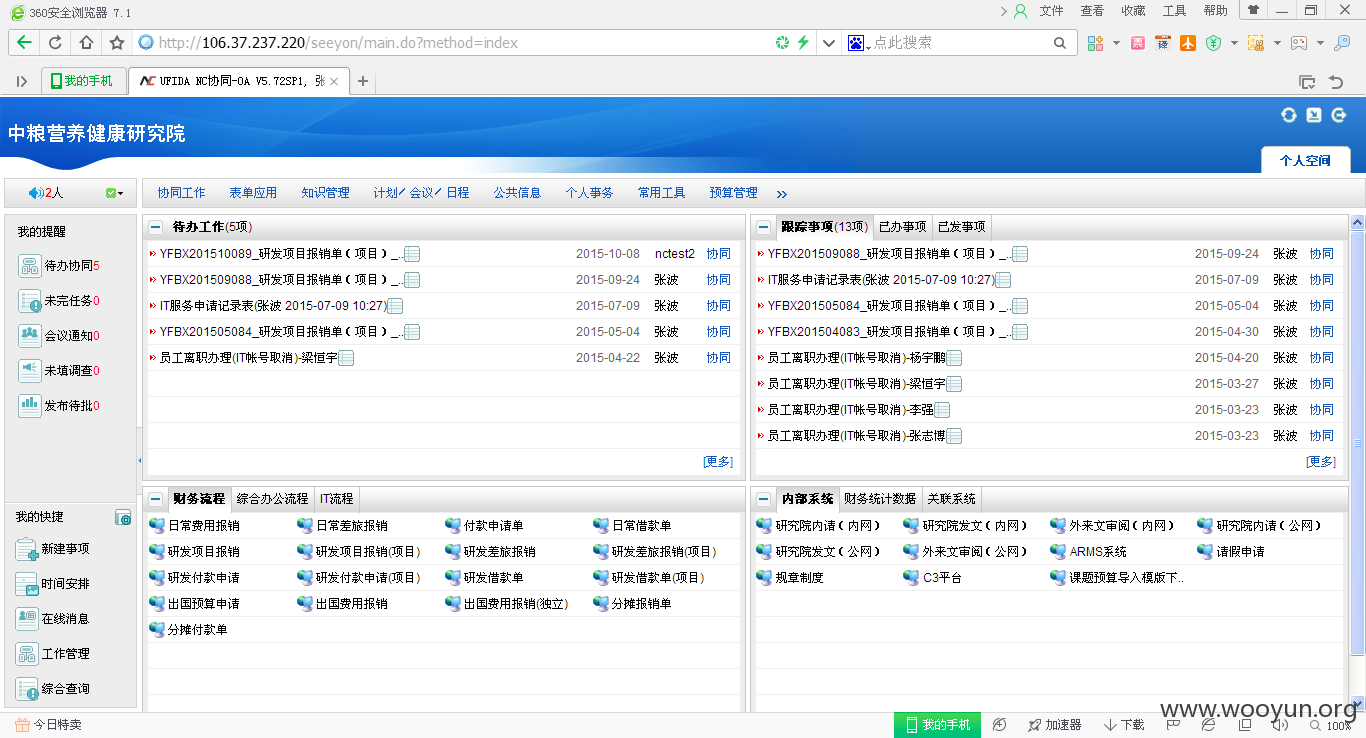 360安全浏览器 7.1
文件 查看 收藏 工具 帮助
http://106.37.237.220/seeyon/main.do?method=index
点此搜索
我的手机
UFIDA NC协同-OA V5.72SP1, 张
中粮营养健康研究院
个人空间
2人
协同工作 表单应用 知识管理 计划/会议/日程 公共信息 个人事务 常用工具 预算管理 »
我的提醒
待办协同5
未完任务0
会议通知0
未填调查0
发布待批0
我的快捷
新建事项
时间安排
在线消息
工作管理
综合查询
待办工作(5项)
YFBX201510089_研发项目报销单(项目)_.. 2015-10-08 nctest2 协同
YFBX201509088_研发项目报销单(项目)_.. 2015-09-24 张波 协同
IT服务申请记录表(张波 2015-07-09 10:27) 2015-07-09 张波 协同
YFBX201505084_研发项目报销单(项目)_.. 2015-05-04 张波 协同
员工离职办理(IT帐号取消)-梁恒宇 2015-04-22 张波 协同
[更多]
跟踪事项(13项) 已办事项 已发事项
YFBX201509088_研发项目报销单(项目)_.. 2015-09-24 张波 协同
IT服务申请记录表(张波 2015-07-09 10:27) 2015-07-09 张波 协同
YFBX201505084_研发项目报销单(项目)_.. 2015-05-04 张波 协同
YFBX201504083_研发项目报销单(项目)_.. 2015-04-30 张波 协同
员工离职办理(IT帐号取消)-杨宇鹏 2015-04-20 张波 协同
员工离职办理(IT帐号取消)-梁恒宇 2015-03-27 张波 协同
员工离职办理(IT帐号取消)-李强 2015-03-23 张波 协同
员工离职办理(IT帐号取消)-张志博 2015-03-23 张波 协同
[更多]
财务流程 综合办公流程 IT流程
日常费用报销 日常差旅报销 付款申请单 日常借款单
研发项目报销 研发项目报销(项目) 研发差旅报销 研发差旅报销(项目)
研发付款申请 研发付款申请(项目) 研发借款单 研发借款单(项目)
出国预算申请 出国费用报销 出国费用报销(独立) 分摊报销单
分摊付款单
内部系统 财务统计数据 关联系统
研究院内请(内网) 研究院发文(内网) 外来文审阅(内网) 研究院内请(公网)
研究院发文(公网) 外来文审阅(公网) ARMS系统 请假申请
规章制度 C3平台 课题预算导入模版下..
今日特卖
我的手机 加速器 下载 100%
www.wooyun.org